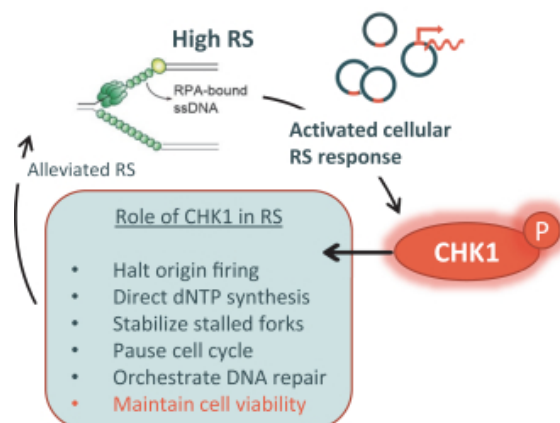 High RS
RPA-bound
ssDNA
Activated cellular
RS response
Alleviated RS
Role of CHK1 in RS
• Halt origin firing
• Direct dNTP synthesis
• Stabilize stalled forks
• Pause cell cycle
• Orchestrate DNA repair
• Maintain cell viability
CHK1
P